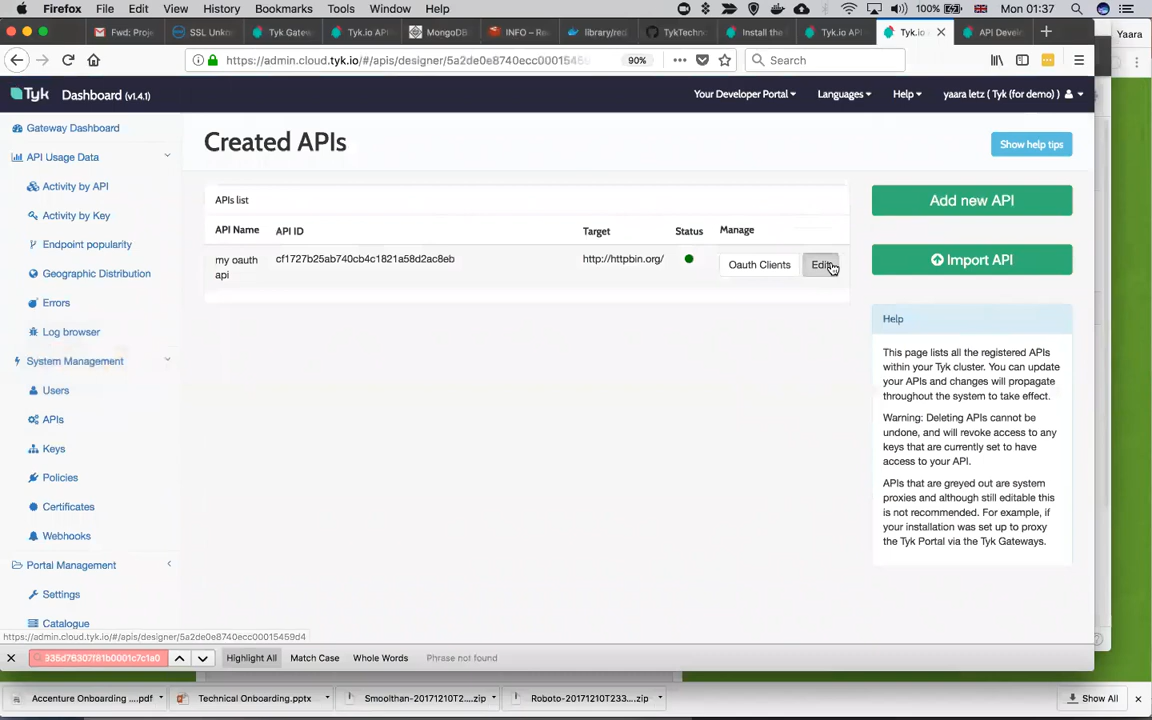 Firefox File Edit View History Bookmarks Tools Window Help 100% Mon 01:37
Fwd: Proje SSL Unkn Tyk Gatew Tyk.io API MongoDB INFO – Re library/red TykTechno Install the Tyk.io API Tyk.io API Develo Yaara
https://admin.cloud.tyk.io/#/apis/designer/5a2de0e8740ecc00015459 90% Search
Tyk Dashboard (v1.4.1) Your Developer Portal Languages Help yaara letz ( Tyk (for demo) )
Gateway Dashboard
API Usage Data
Activity by API
Activity by Key
Endpoint popularity
Geographic Distribution
Errors
Log browser
System Management
Users
APIs
Keys
Policies
Certificates
Webhooks
Portal Management
Settings
Catalogue
Created APIs
Show help tips
APIs list
API Name API ID Target Status Manage
my oauth api cf1727b25ab740cb4c1821a58d2ac8eb http://httpbin.org/ Oauth Clients Edit
Add new API
Import API
Help
This page lists all the registered APIs
within your Tyk cluster. You can update
your APIs and changes will propagate
throughout the system to take effect.
Warning: Deleting APIs cannot be
undone, and will revoke access to any
keys that are currently set to have
access to your API.
APIs that are greyed out are system
proxies and although still editable this
is not recommended. For example, if
your installation was set up to proxy
the Tyk Portal via the Tyk Gateways.
https://admin.cloud.tyk.io/#/apis/designer/5a2de0e8740ecc00015459d4
935d76307f81b0001c7c1a0 Highlight All Match Case Whole Words Phrase not found
Accenture Onboarding ....pdf Technical Onboarding.pptx Smoolthan-20171210T2....zip Roboto-20171210T233....zip Show All